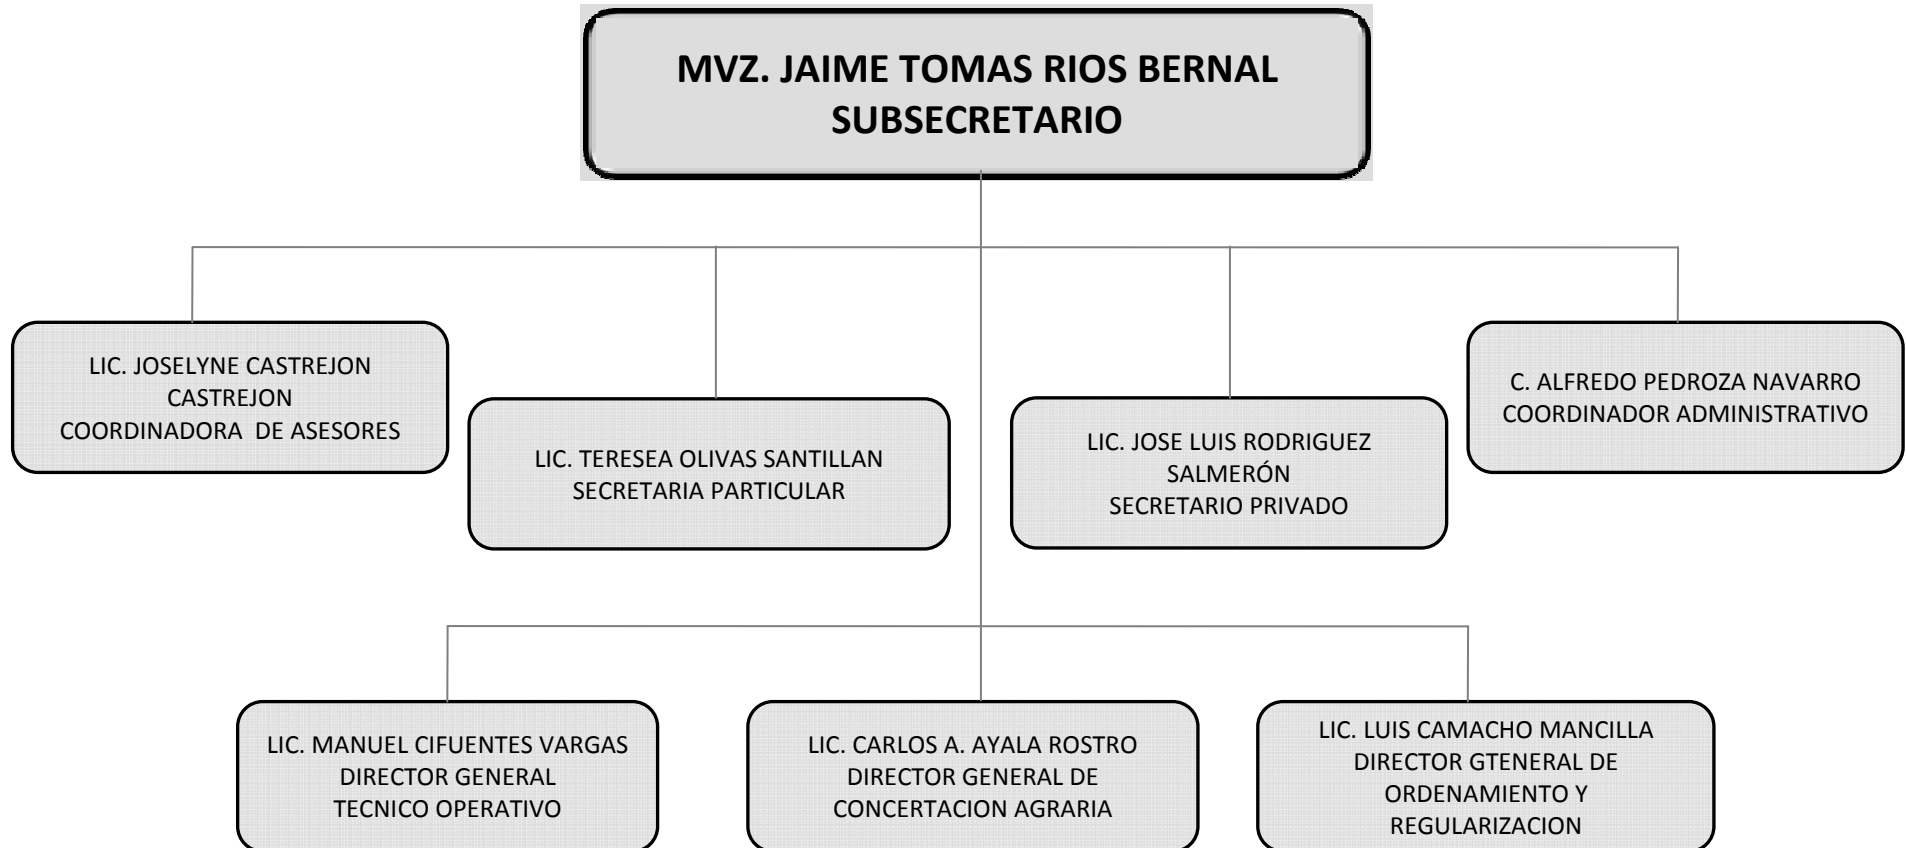 MVZ. JAIME TOMAS RIOS BERNAL
SUBSECRETARIO
LIC. JOSELYNE CASTREJON
CASTREJON
COORDINADORA  DE ASESORES
LIC. TERESEA OLIVAS SANTILLAN
SECRETARIA PARTICULAR
LIC. JOSE LUIS RODRIGUEZ
SALMERÓN
SECRETARIO PRIVADO
C. ALFREDO PEDROZA NAVARRO
COORDINADOR ADMINISTRATIVO
LIC. MANUEL CIFUENTES VARGAS
DIRECTOR GENERAL
TECNICO OPERATIVO
LIC. CARLOS A. AYALA ROSTRO
DIRECTOR GENERAL DE
CONCERTACION AGRARIA
LIC. LUIS CAMACHO MANCILLA
DIRECTOR GTENERAL DE
ORDENAMIENTO Y
REGULARIZACION